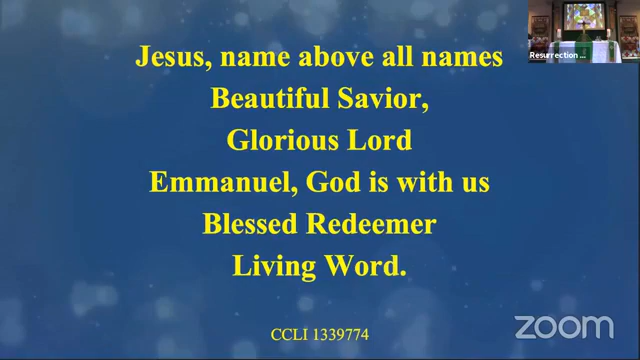 Jesus, name above all names
Beautiful Savior,
Glorious Lord
Emmanuel, God is with us
Blessed Redeemer
Living Word.
CCLI 1339774
Resurrection ...
zoom